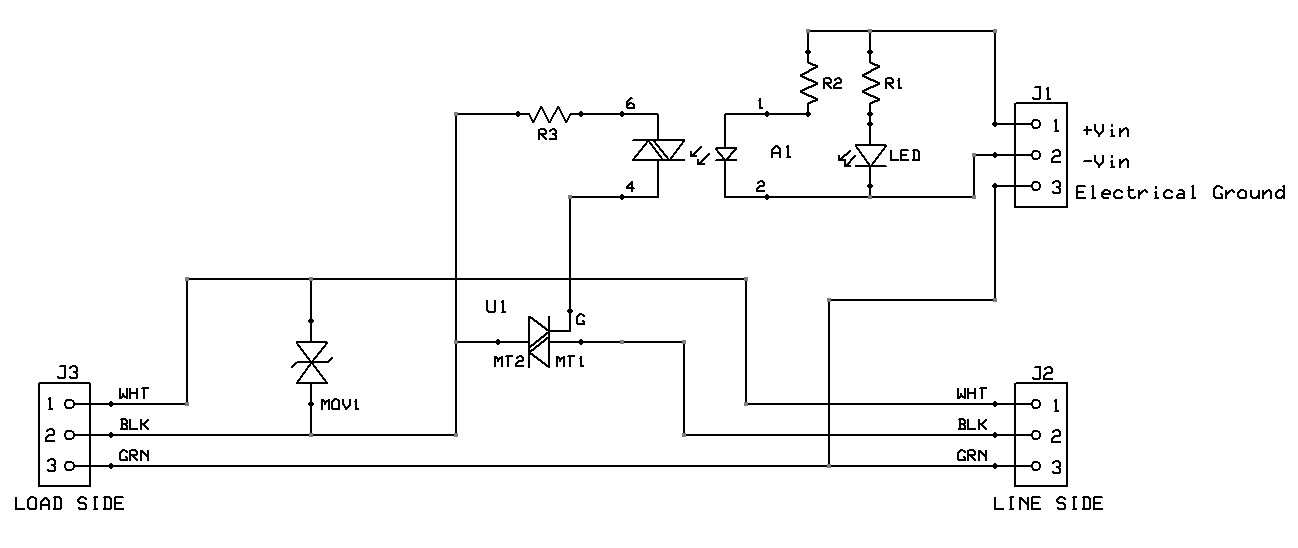 J1
R2
R1
6
1
1 +Vin
R3
A1
LED
2 -Vin
4
2
3 Electrical Ground
U1
G
MT2
MT1
J3
J2
WHT
WHT
1
MOV1
1
BLK
BLK
2
2
GRN
GRN
3
3
LOAD SIDE
LINE SIDE